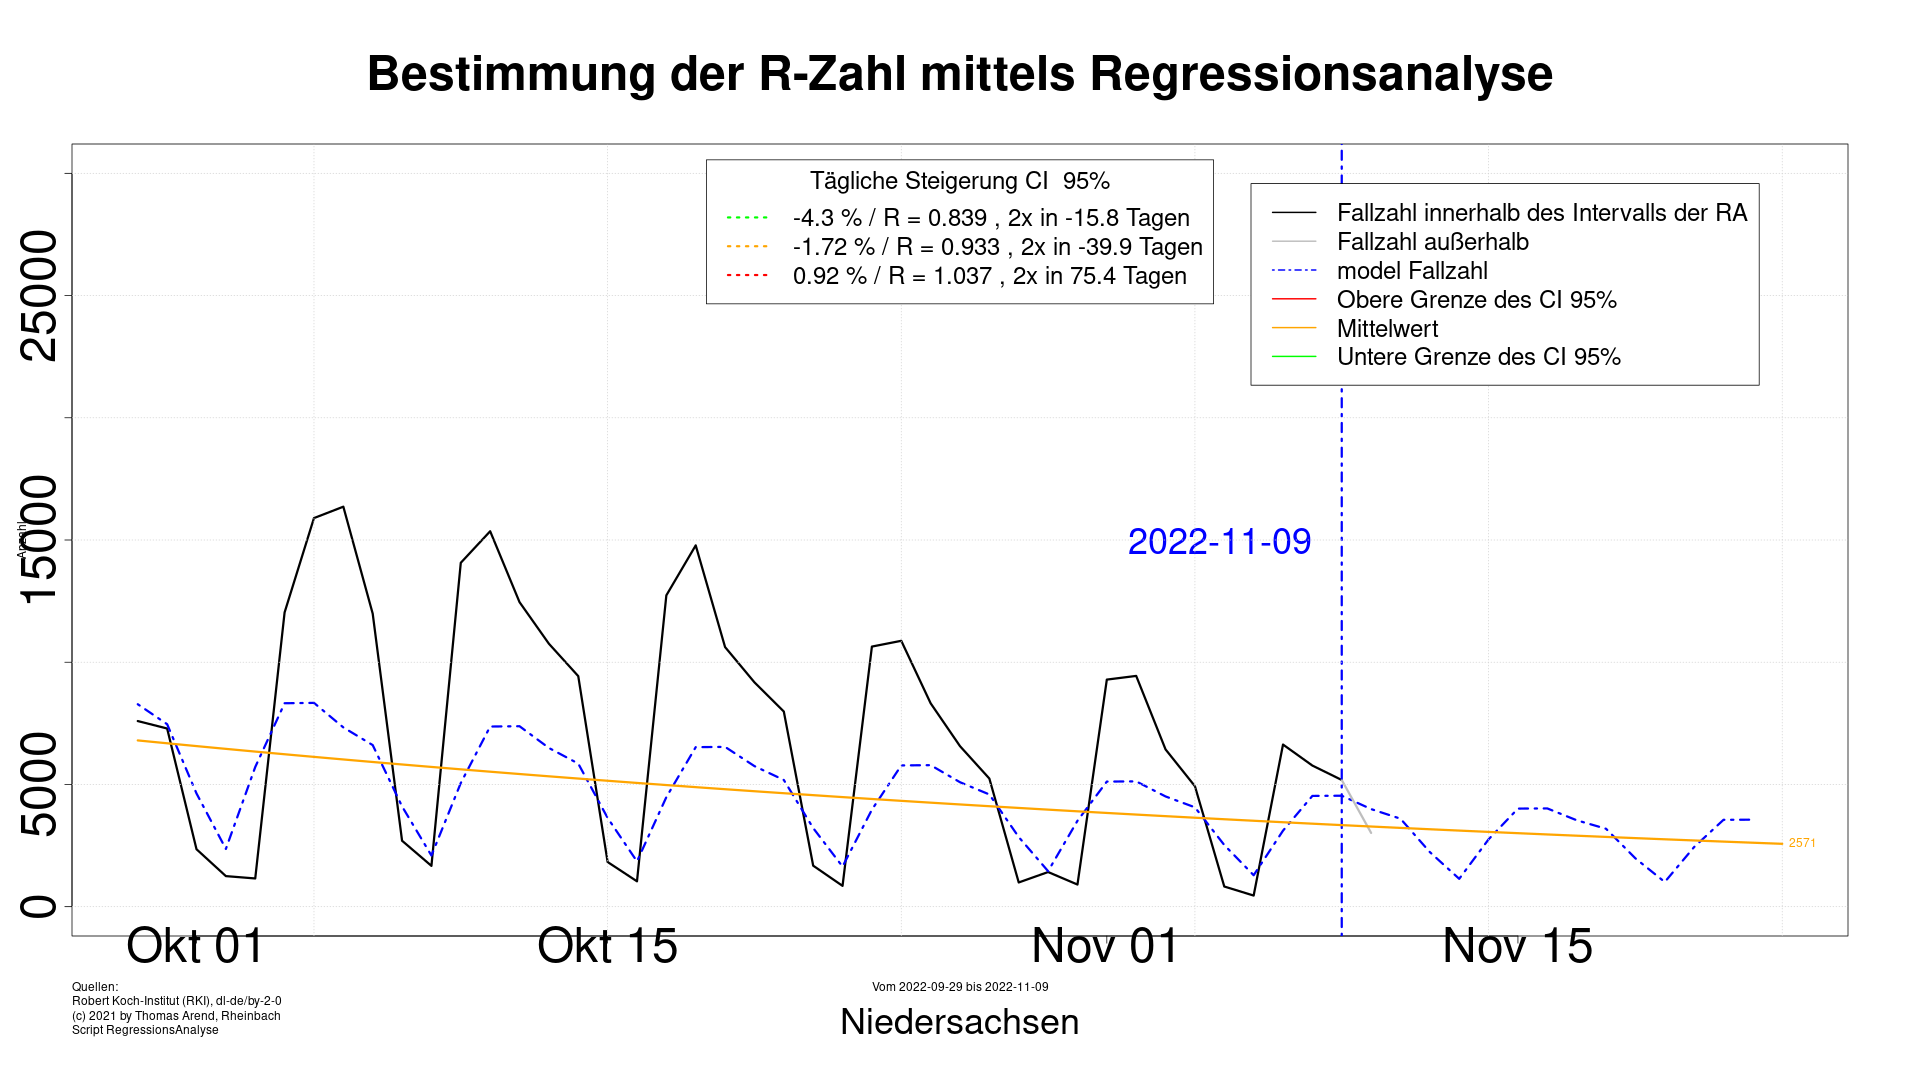 Bestimmung der R-Zahl mittels Regressionsanalyse
Tägliche Steigerung CI  95%
-4.3 % / R = 0.839 , 2x in -15.8 Tagen
-1.72 % / R = 0.933 , 2x in -39.9 Tagen
0.92 % / R = 1.037 , 2x in 75.4 Tagen
Fallzahl innerhalb des Intervalls der RA
Fallzahl außerhalb
model Fallzahl
Obere Grenze des CI 95%
Mittelwert
Untere Grenze des CI 95%
25000
15000
5000
0
Anzahl
2022-11-09
2571
Okt 01
Okt 15
Nov 01
Nov 15
Quellen:
Robert Koch-Institut (RKI), dl-de/by-2-0
(c) 2021 by Thomas Arend, Rheinbach
Script RegressionsAnalyse
Vom 2022-09-29 bis 2022-11-09
Niedersachsen